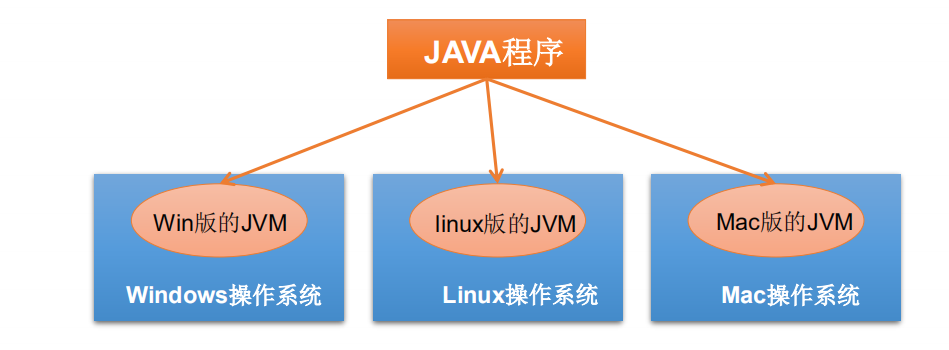 JAVA程序
Win版的JVM
linux版的JVM
Mac版的JVM
Windows操作系统
Linux操作系统
Mac操作系统